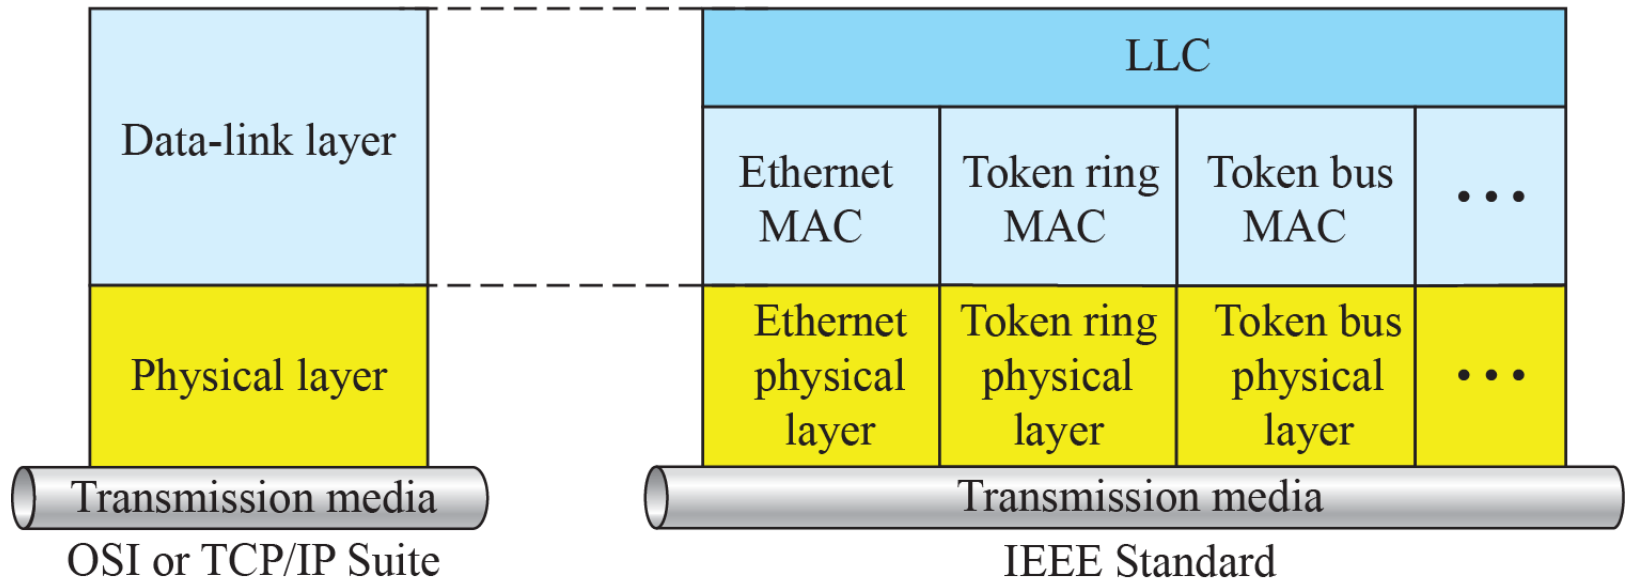 Data-link layer
Physical layer
Transmission media
OSI or TCP/IP Suite
LLC
Ethernet
MAC
Token ring
MAC
Token bus
MAC
...
Ethernet
physical
layer
Token ring
physical
layer
Token bus
physical
layer
...
Transmission media
IEEE Standard